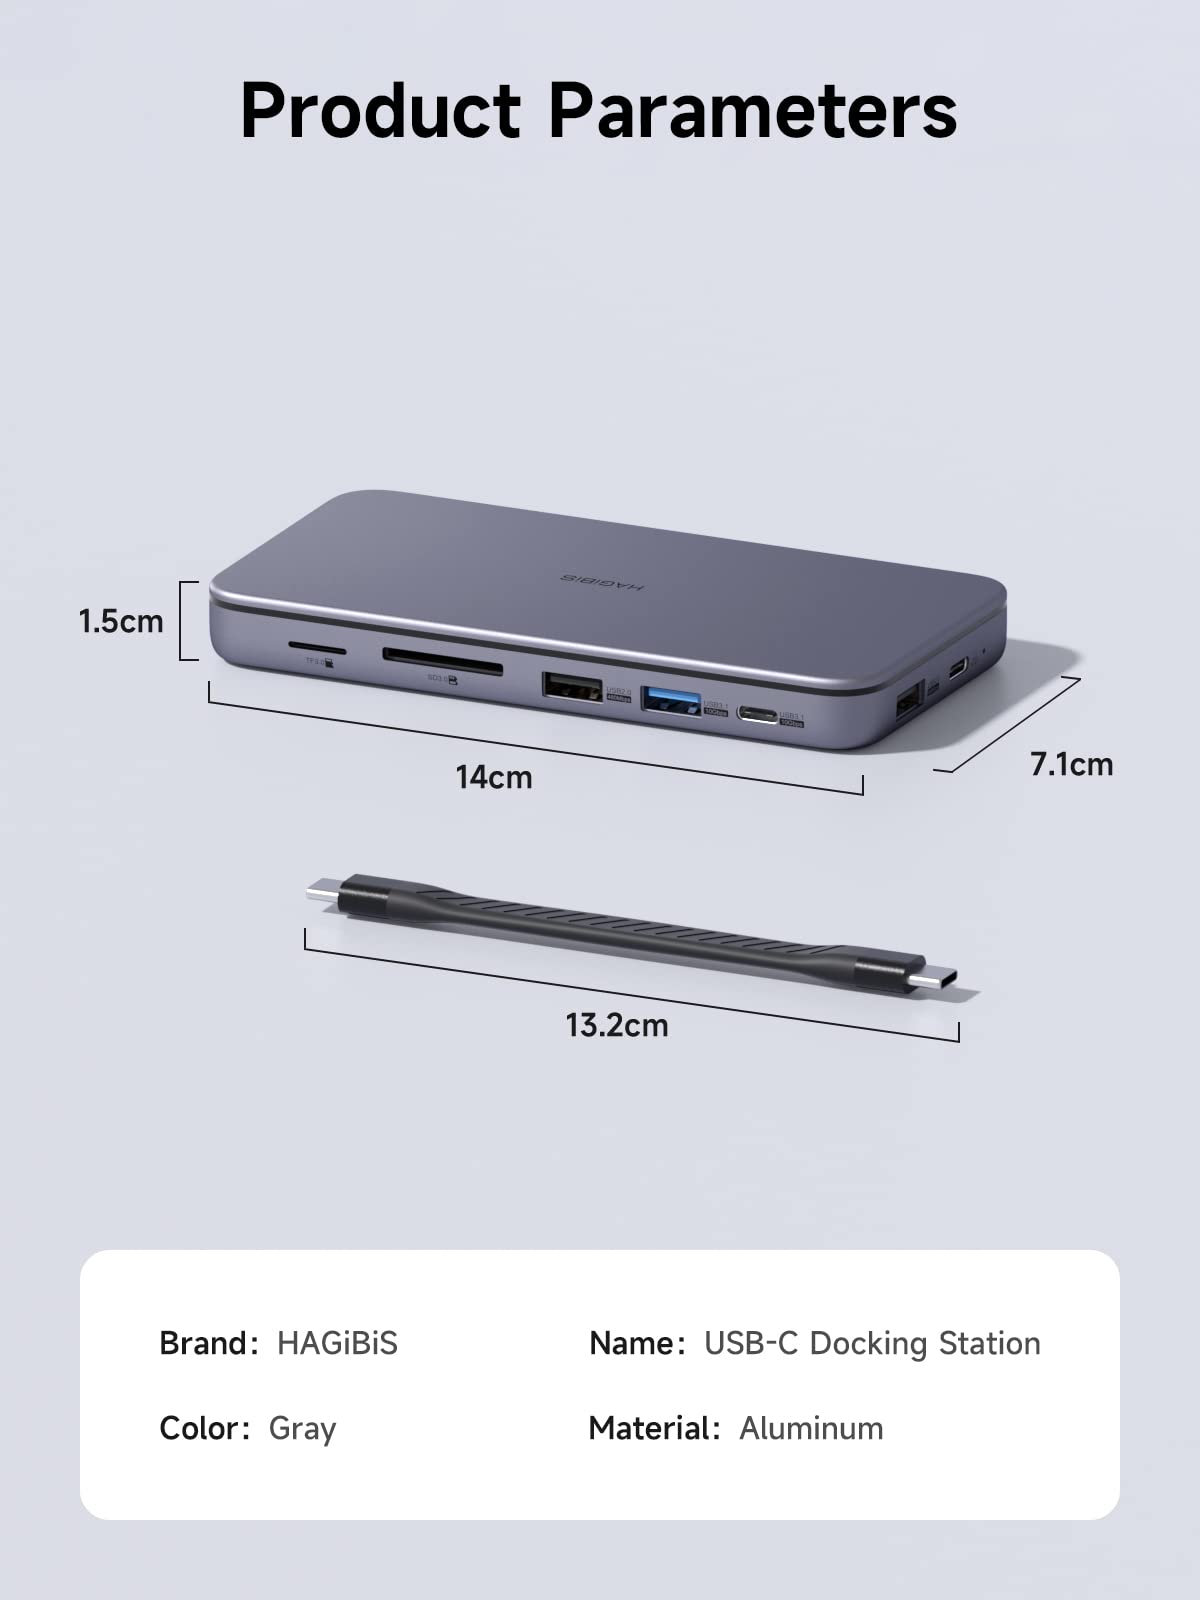 Product Parameters
HAGIBIS
1.5cm
TF3.0
SD3.0
USB2.0
480Mbps
USB3.1
10Gbps
USB3.1
10Gbps
14cm
7.1cm
13.2cm
Brand: HAGiBiS
Name: USB-C Docking Station
Color: Gray
Material: Aluminum